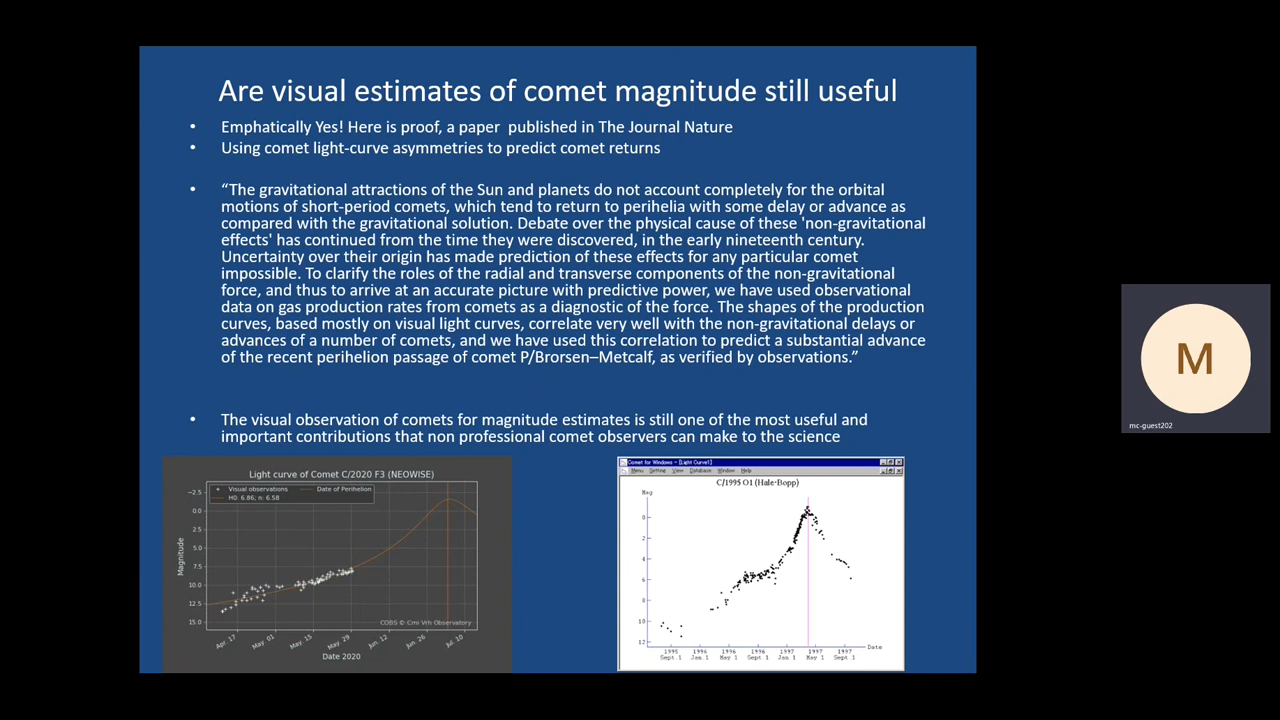 Are visual estimates of comet magnitude still useful
• Emphatically Yes! Here is proof, a paper published in The Journal Nature
• Using comet light-curve asymmetries to predict comet returns
• “The gravitational attractions of the Sun and planets do not account completely for the orbital
motions of short-period comets, which tend to return to perihelia with some delay or advance as
compared with the gravitational solution. Debate over the physical cause of these 'non-gravitational
effects' has continued from the time they were discovered, in the early nineteenth century.
Uncertainty over their origin has made prediction of these effects for any particular comet
impossible. To clarify the roles of the radial and transverse components of the non-gravitational
force, and thus to arrive at an accurate picture with predictive power, we have used observational
data on gas production rates from comets as a diagnostic of the force. The shapes of the production
curves, based mostly on visual light curves, correlate very well with the non-gravitational delays or
advances of a number of comets, and we have used this correlation to predict a substantial advance
of the recent perihelion passage of comet P/Brorsen–Metcalf, as verified by observations.”
• The visual observation of comets for magnitude estimates is still one of the most useful and
important contributions that non professional comet observers can make to the science
Light curve of Comet C/2020 F3 (NEOWISE)
Visual observations
Date of Perihelion
H0: 6.86; n: 6.58
Magnitude
−2.5
0.0
2.5
5.0
7.5
10.0
12.5
15.0
COBS © Crni Vrh Observatory
Apr. 17
May. 01
May. 15
May. 29
Jun. 12
Jun. 26
Jul. 10
Date 2020
Comet for Windows - [Light Curve1]
Menu Setting View Database Window Help
C/1995 O1 (Hale-Bopp)
Mag
0
2
4
6
8
10
12
Date
1995 1996 1996 1996 1997 1997 1997
Sept.1 Jan.1 May 1 Sept.1 Jan.1 May 1 Sept.1
M
mc-guest202